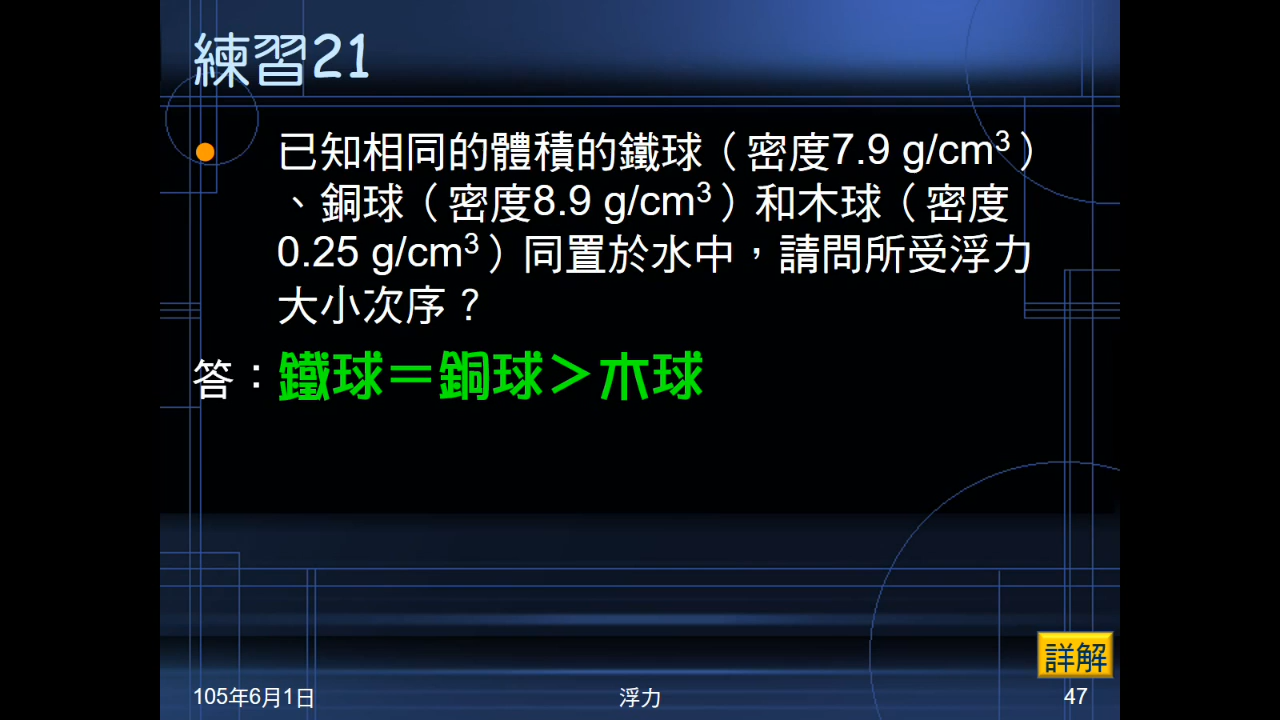 練習21
已知相同的體積的鐵球（密度7.9 g/cm³）
、銅球（密度8.9 g/cm³）和木球（密度
0.25 g/cm³）同置於水中，請問所受浮力
大小次序？
答：鐵球＝銅球＞木球
詳解
105年6月1日 浮力 47